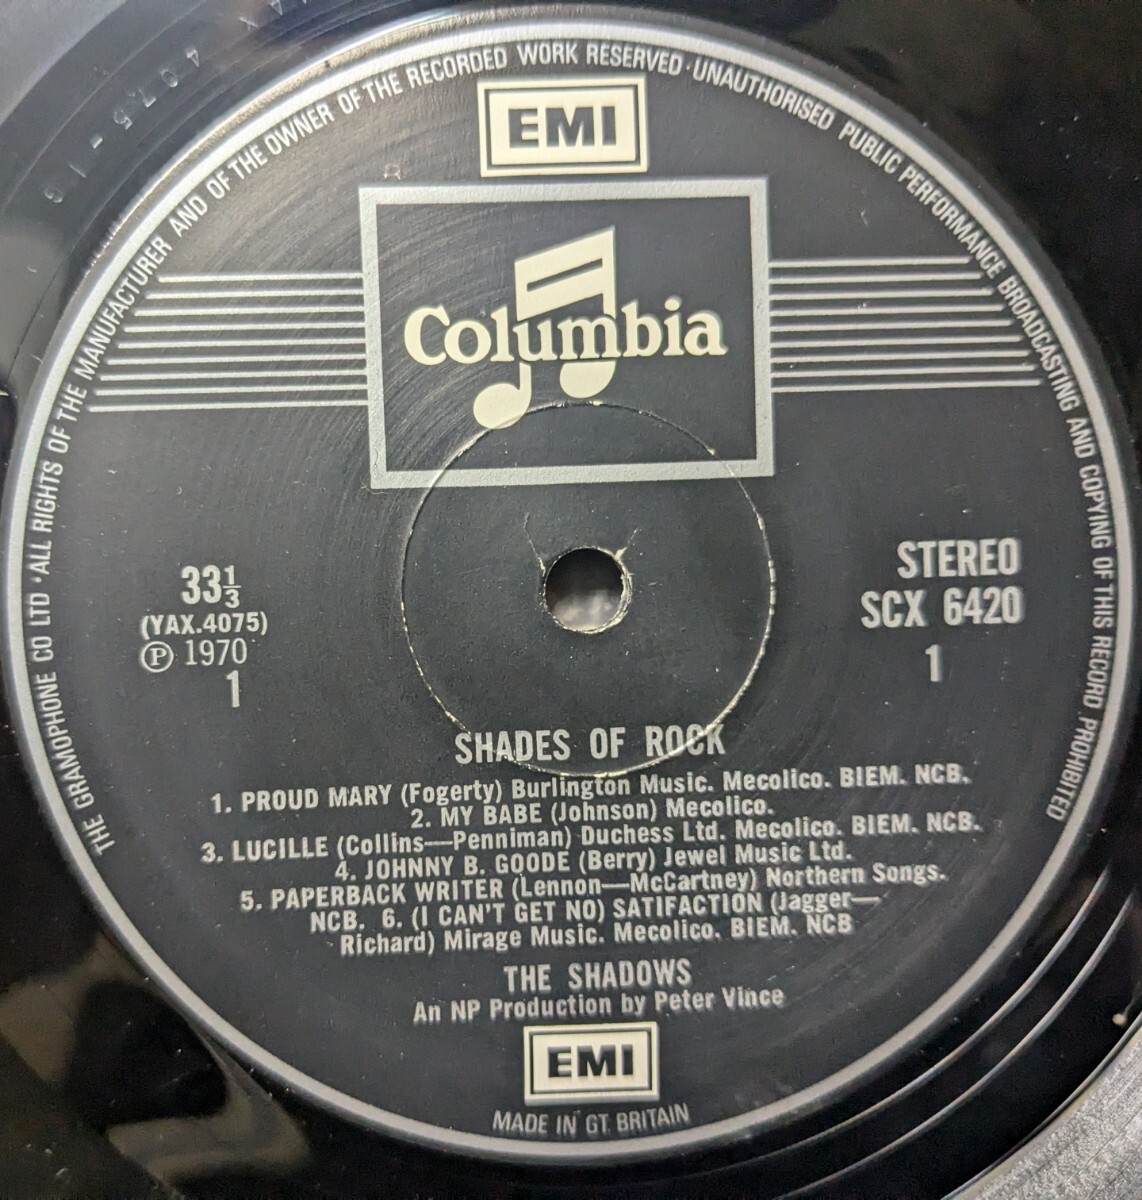 THE GRAMOPHONE CO LTD · ALL RIGHTS OF THE MANUFACTURER AND OF THE OWNER OF THE RECORDED WORK RESERVED · UNAUTHORISED PUBLIC PERFORMANCE BROADCASTING AND COPYING OF THIS RECORD PROHIBITED
EMI
Columbia
33⅓
(YAX.4075)
Ⓟ 1970
1
STEREO
SCX 6420
1
SHADES OF ROCK
1. PROUD MARY (Fogerty) Burlington Music. Mecolico. BIEM. NCB.
2. MY BABE (Johnson) Mecolico.
3. LUCILLE (Collins—Penniman) Duchess Ltd. Mecolico. BIEM. NCB.
4. JOHNNY B. GOODE (Berry) Jewel Music Ltd.
5. PAPERBACK WRITER (Lennon—McCartney) Northern Songs.
NCB. 6. (I CAN'T GET NO) SATIFACTION (Jagger—
Richard) Mirage Music. Mecolico. BIEM. NCB
THE SHADOWS
An NP Production by Peter Vince
EMI
MADE IN GT. BRITAIN